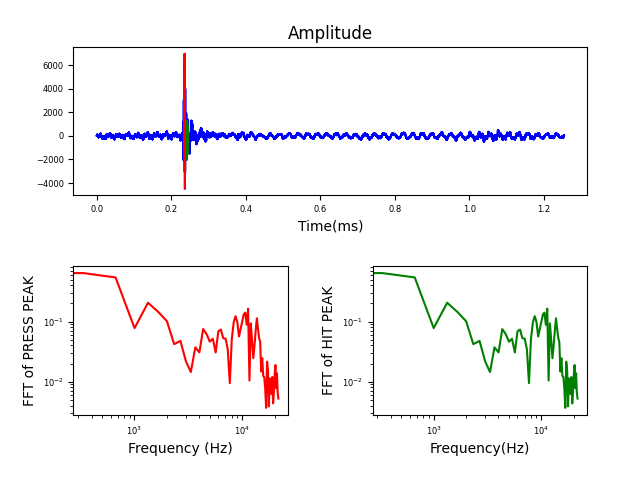 Amplitude
6000
4000
2000
0
−2000
−4000
0.0 0.2 0.4 0.6 0.8 1.0 1.2
Time(ms)
FFT of PRESS PEAK
10⁻¹
10⁻²
10³ 10⁴
Frequency (Hz)
FFT of HIT PEAK
10⁻¹
10⁻²
10³ 10⁴
Frequency(Hz)